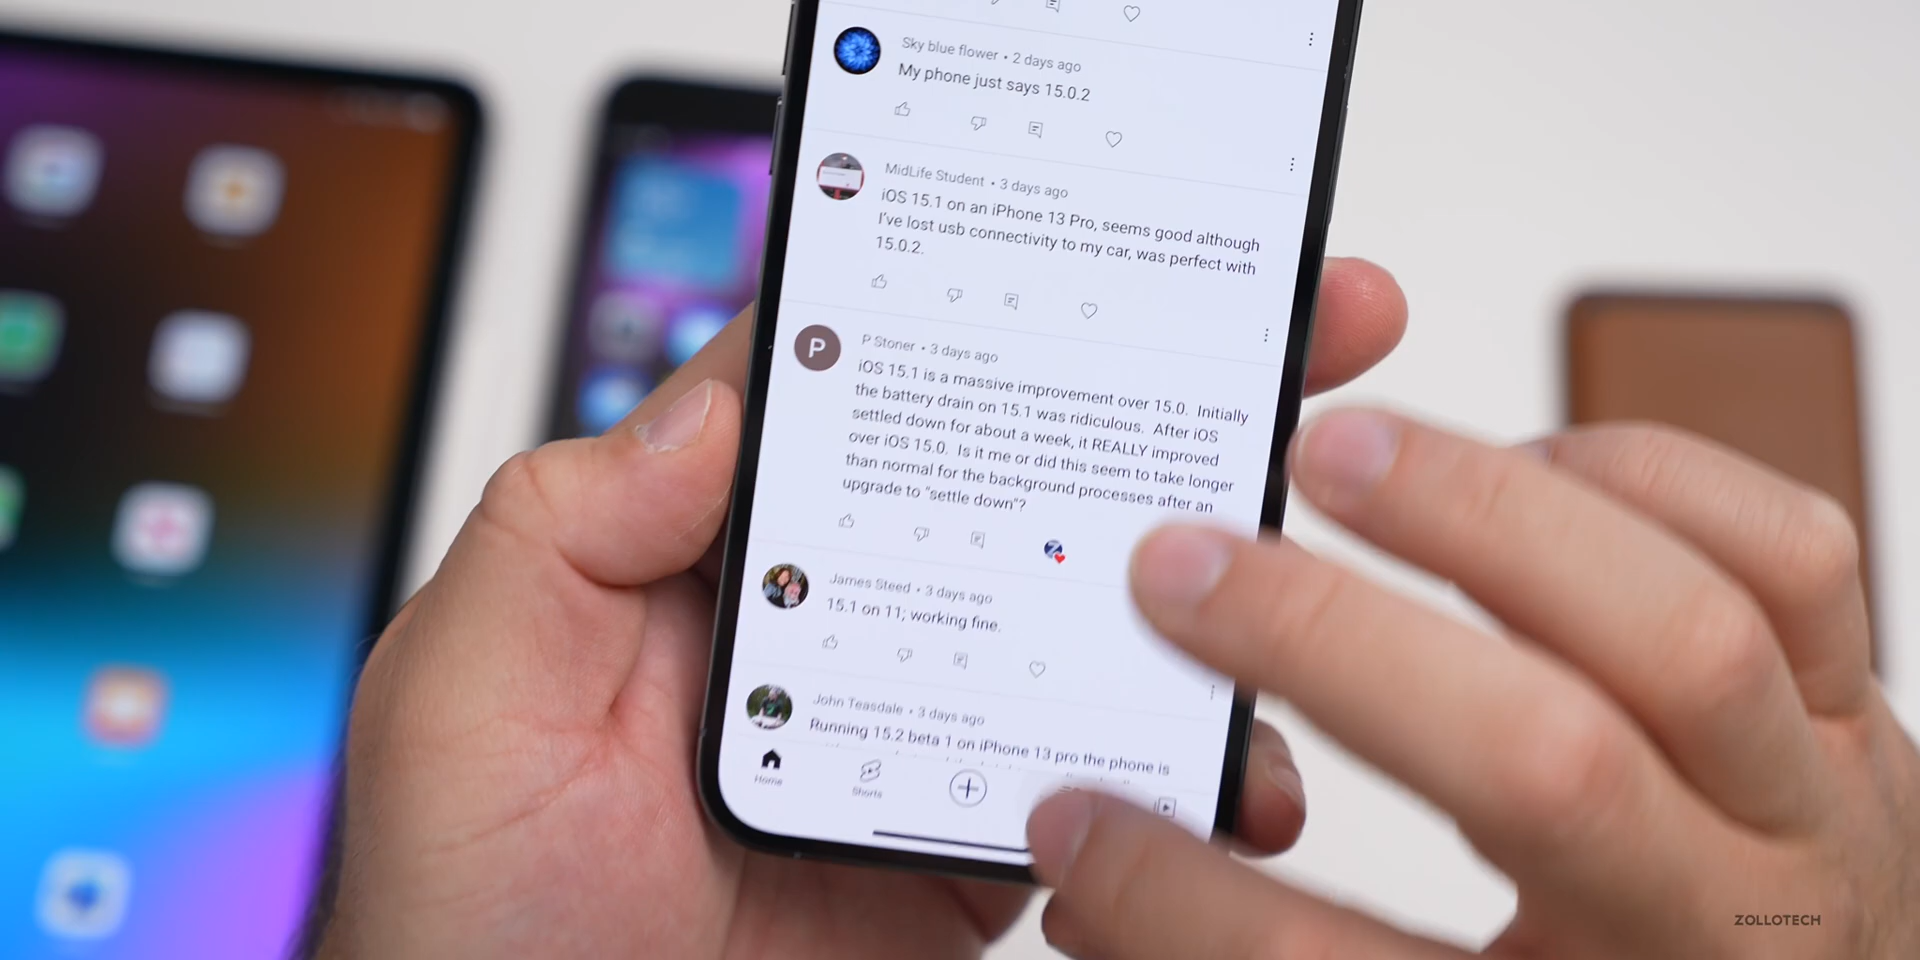 Sky blue flower • 2 days ago
My phone just says 15.0.2
MidLife Student • 3 days ago
iOS 15.1 on an iPhone 13 Pro, seems good although
I've lost usb connectivity to my car, was perfect with
15.0.2.
P
P Stoner • 3 days ago
iOS 15.1 is a massive improvement over 15.0. Initially
the battery drain on 15.1 was ridiculous. After iOS
settled down for about a week, it REALLY improved
over iOS 15.0. Is it me or did this seem to take longer
than normal for the background processes after an
upgrade to "settle down"?
Z
James Steed • 3 days ago
15.1 on 11; working fine.
John Teasdale • 3 days ago
Running 15.2 beta 1 on iPhone 13 pro the phone is
Home
Shorts
ZOLLOTECH